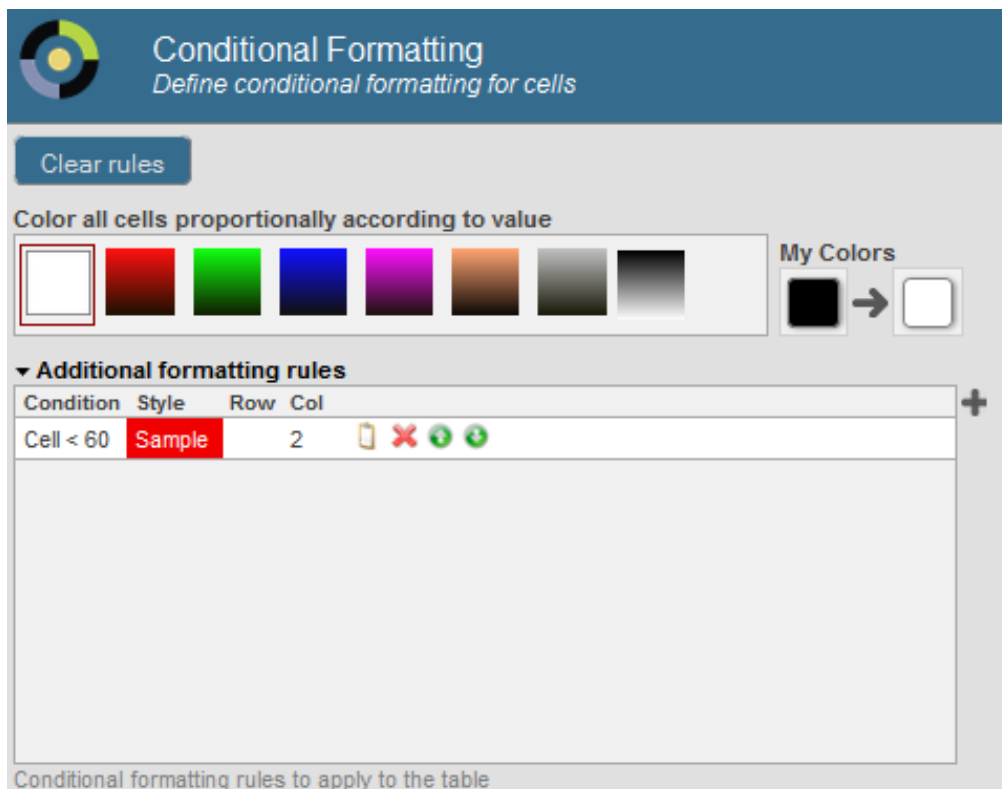 Conditional Formatting
Define conditional formatting for cells
Clear rules
Color all cells proportionally according to value
My Colors
Additional formatting rules
Condition Style Row Col
Cell < 60 Sample 2
Conditional formatting rules to apply to the table